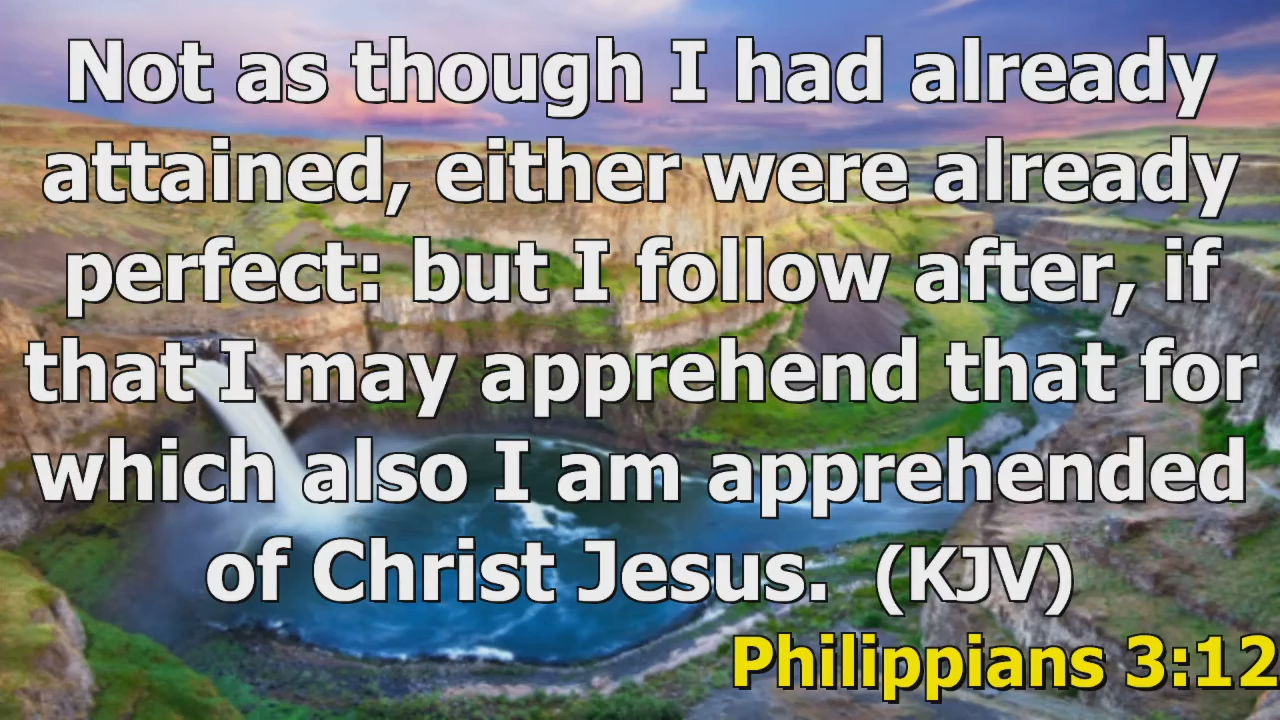 Not as though I had already
attained, either were already
perfect: but I follow after, if
that I may apprehend that for
which also I am apprehended
of Christ Jesus. (KJV)
Philippians 3:12